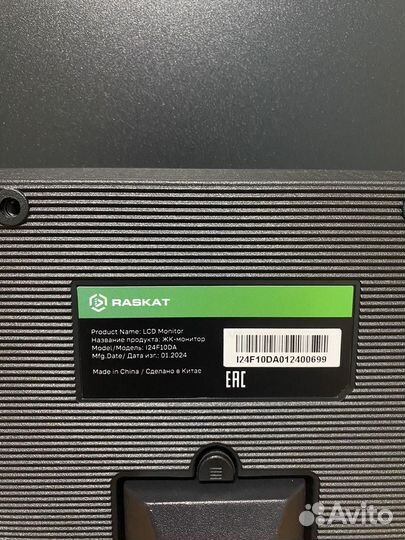 RASKAT
Product Name: LCD Monitor
Название продукта: ЖК-монитор
Model/Модель: I24F10DA
Mfg.Date/ Дата изг.: 01.2024
Made in China / Сделано в Китае
I24F10DA012400699
EAC
Avito